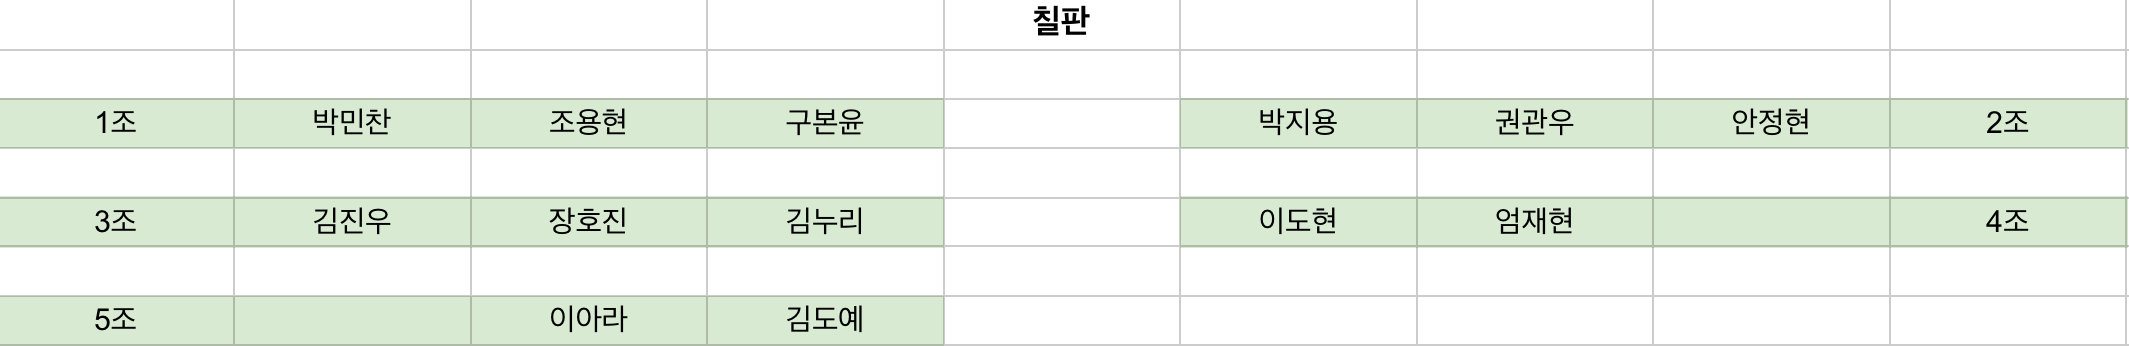 칠판
1조 박민찬 조용현 구본윤 박지용 권관우 안정현 2조
3조 김진우 장호진 김누리 이도현 엄재현 4조
5조 이아라 김도예